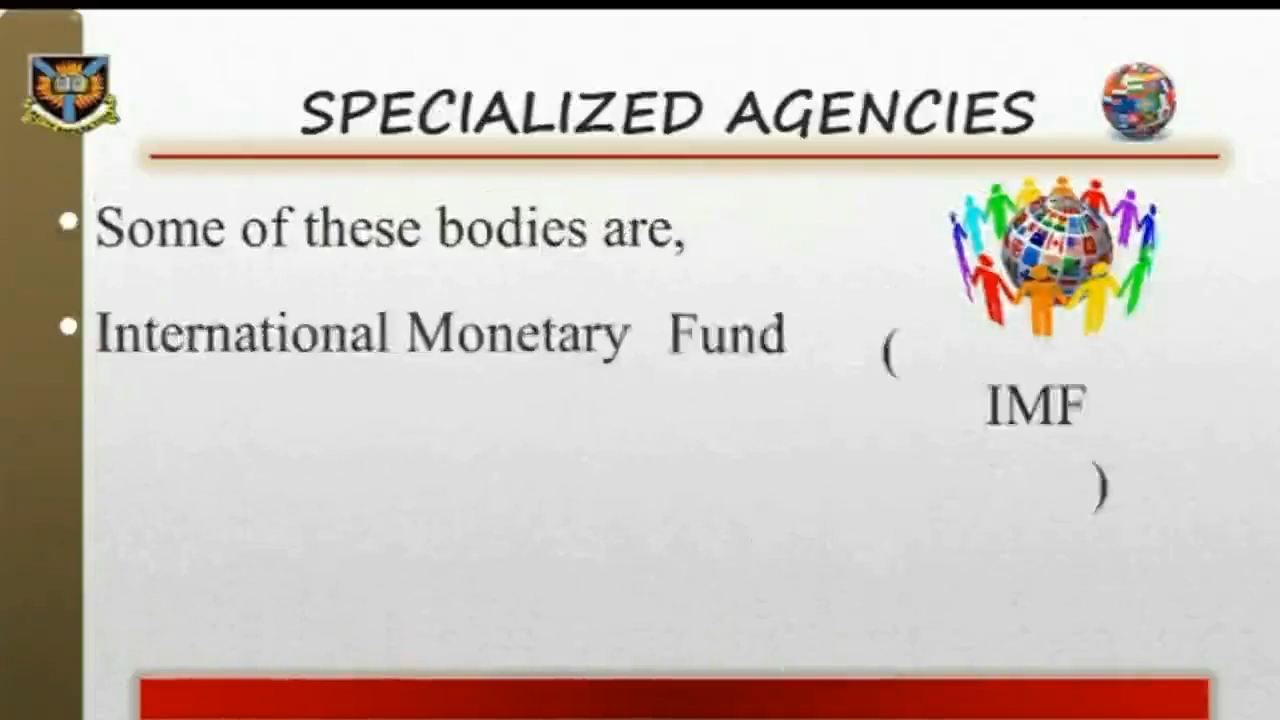 SPECIALIZED AGENCIES
• Some of these bodies are,
• International Monetary Fund (
IMF
)